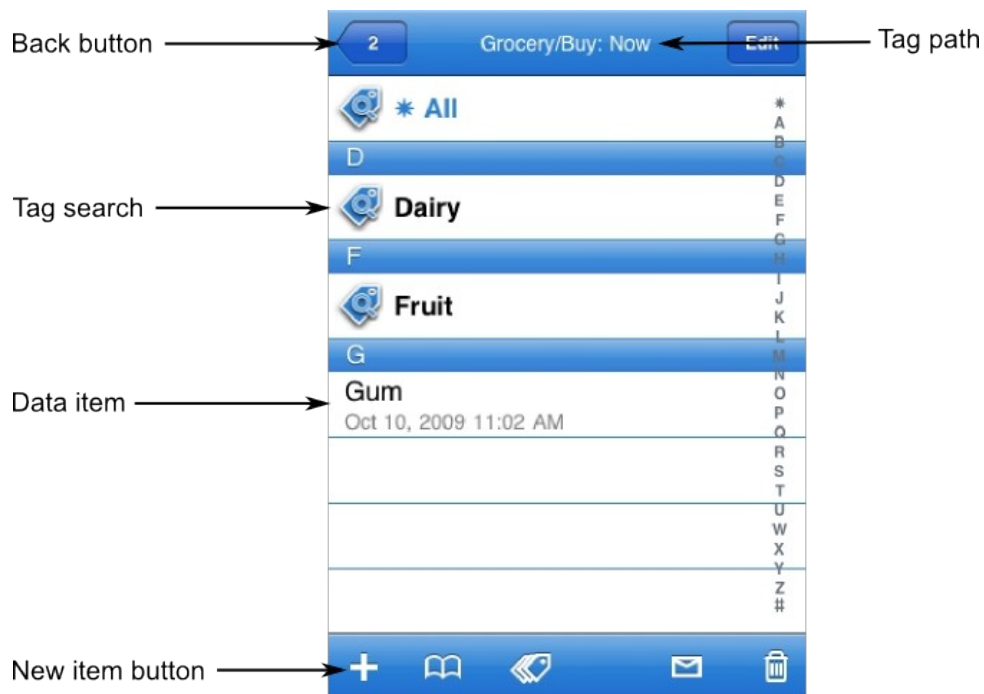 Back button
2
Grocery/Buy: Now
Edit
Tag path
* All
D
Tag search
Dairy
F
Fruit
G
Data item
Gum
Oct 10, 2009 11:02 AM
New item button
*
A
B
C
D
E
F
G
H
I
J
K
L
M
N
O
P
Q
R
S
T
U
W
X
Y
Z
#